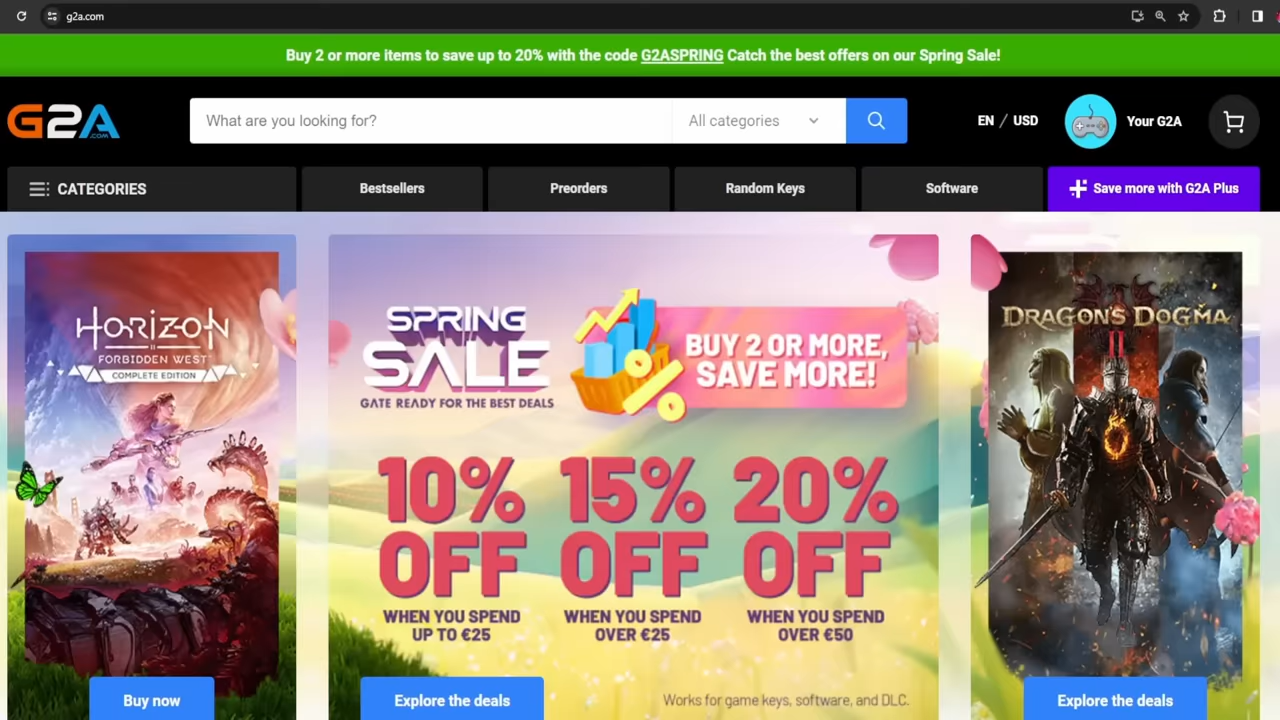 g2a.com
Buy 2 or more items to save up to 20% with the code G2ASPRING Catch the best offers on our Spring Sale!
G2A.COM
What are you looking for?
All categories
EN / USD
Your G2A
CATEGORIES
Bestsellers
Preorders
Random Keys
Software
Save more with G2A Plus
HORIZON
FORBIDDEN WEST
COMPLETE EDITION
Buy now
SPRING
SALE
GATE READY FOR THE BEST DEALS
BUY 2 OR MORE,
SAVE MORE!
10% 15% 20%
OFF OFF OFF
WHEN YOU SPEND
UP TO €25
WHEN YOU SPEND
OVER €25
WHEN YOU SPEND
OVER €50
Explore the deals
Works for game keys, software, and DLC.
DRAGON'S DOGMA
II
Explore the deals